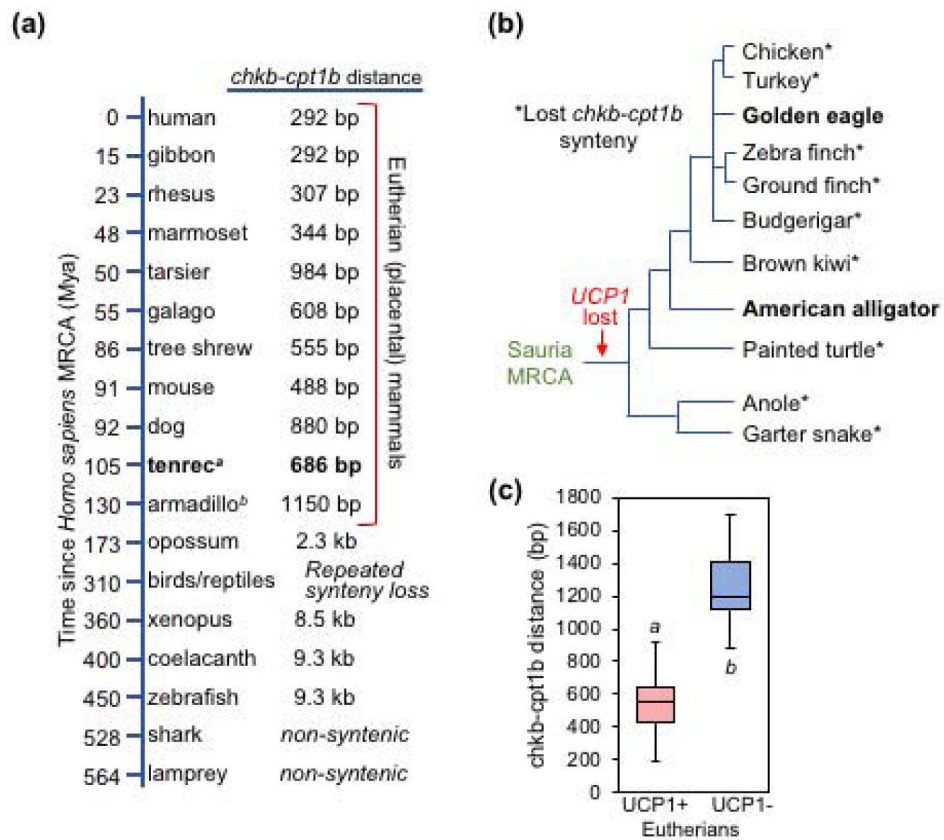 (a)
chkb-cpt1b distance
Time since Homo sapiens MRCA (Mya)
0 human 292 bp
15 gibbon 292 bp
23 rhesus 307 bp
48 marmoset 344 bp
50 tarsier 984 bp
55 galago 608 bp
86 tree shrew 555 bp
91 mouse 488 bp
92 dog 880 bp
105 tenrecᵃ 686 bp
130 armadilloᵇ 1150 bp
173 opossum 2.3 kb
310 birds/reptiles Repeated
synteny loss
360 xenopus 8.5 kb
400 coelacanth 9.3 kb
450 zebrafish 9.3 kb
528 shark non-syntenic
564 lamprey non-syntenic
Eutherian (placental) mammals
(b)
*Lost chkb-cpt1b
synteny
Chicken*
Turkey*
Golden eagle
Zebra finch*
Ground finch*
Budgerigar*
Brown kiwi*
American alligator
Painted turtle*
Anole*
Garter snake*
UCP1
lost
Sauria
MRCA
(c)
chkb-cpt1b distance (bp)
1800
1600
1400
1200
1000
800
600
400
200
0
a
b
UCP1+ UCP1-
Eutherians